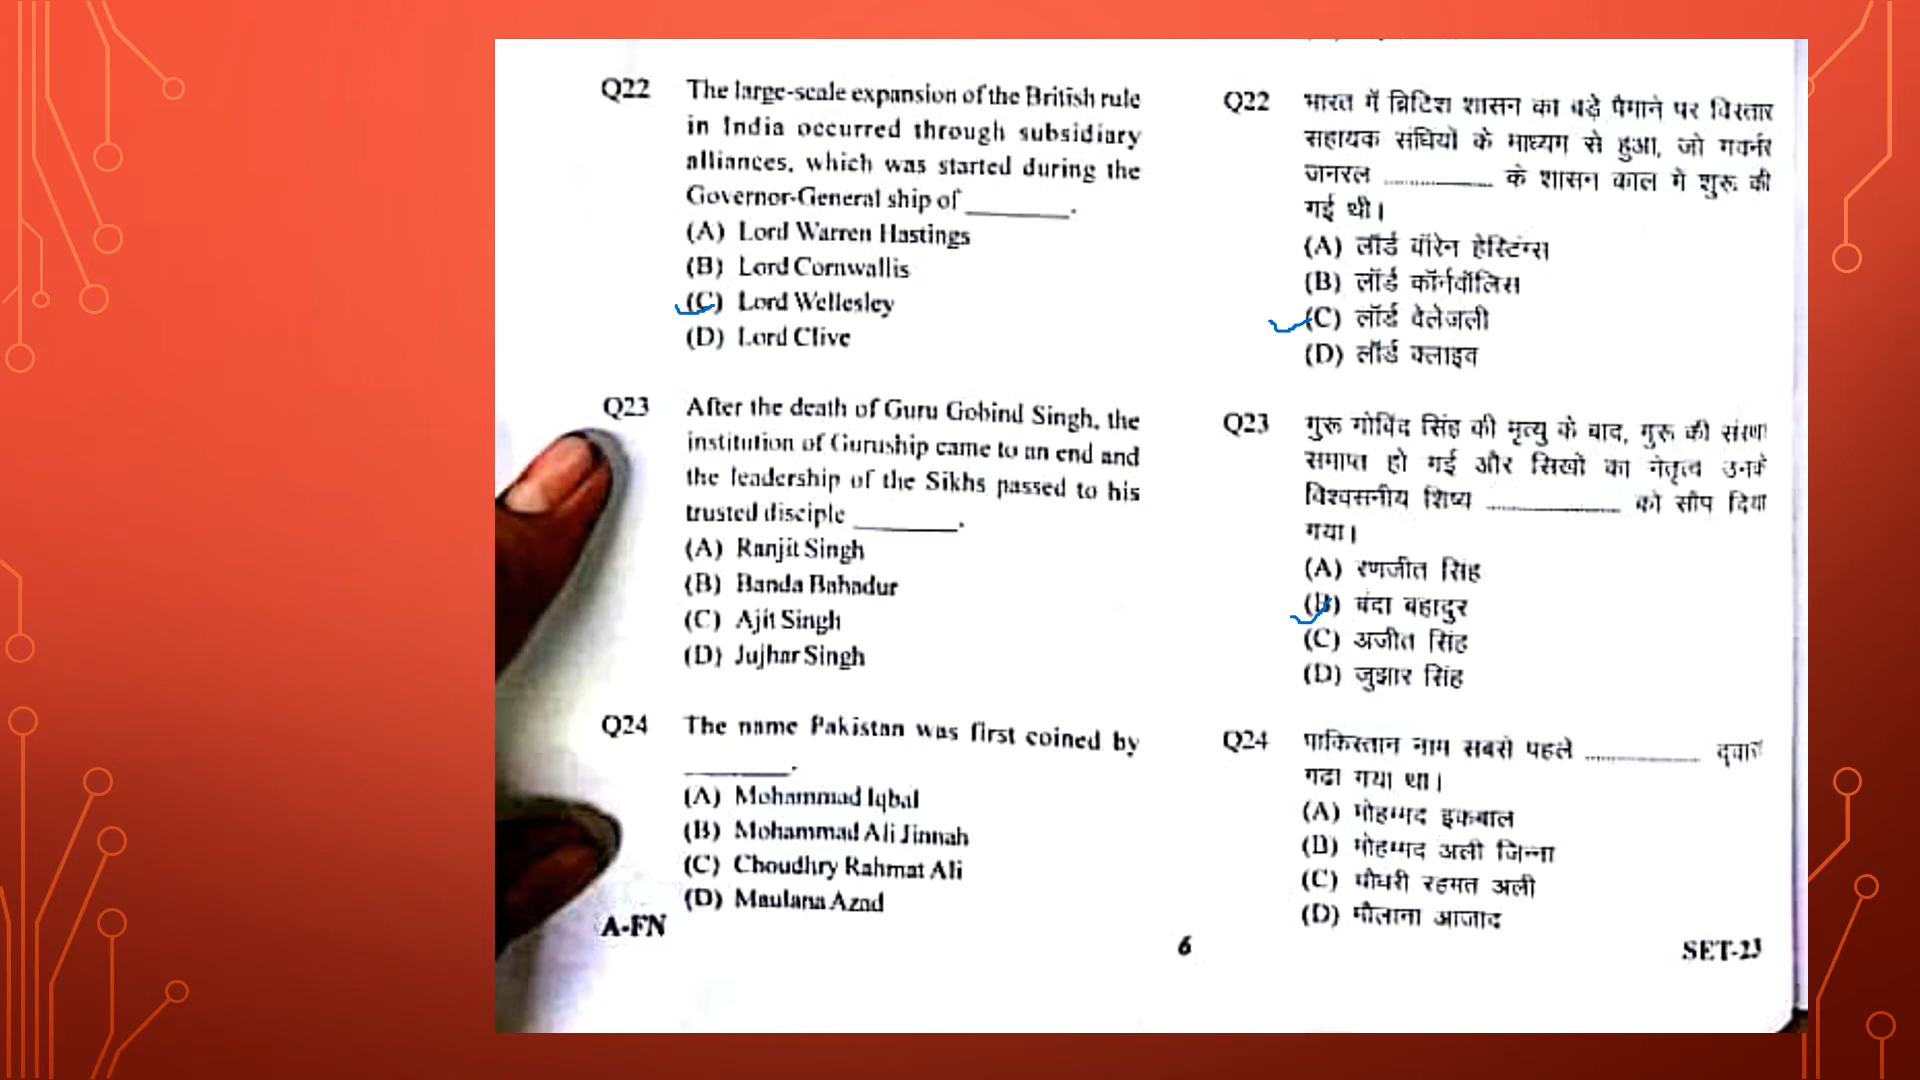 Q22 The large-scale expansion of the British rule
in India occurred through subsidiary
alliances, which was started during the
Governor-General ship of ________.
(A) Lord Warren Hastings
(B) Lord Cornwallis
(C) Lord Wellesley
(D) Lord Clive
Q23 After the death of Guru Gobind Singh, the
institution of Guruship came to an end and
the leadership of the Sikhs passed to his
trusted disciple ________.
(A) Ranjit Singh
(B) Banda Bahadur
(C) Ajit Singh
(D) Jujhar Singh
Q24 The name Pakistan was first coined by
________.
(A) Mohammad Iqbal
(B) Mohammad Ali Jinnah
(C) Choudhry Rahmat Ali
(D) Maulana Azad
A-FN
Q22 भारत में ब्रिटिश शासन का बड़े पैमाने पर विस्तार
सहायक संधियों के माध्यम से हुआ, जो गवर्नर
जनरल ............... के शासन काल में शुरू की
गई थी।
(A) लॉर्ड वॉरेन हेस्टिंग्स
(B) लॉर्ड कॉर्नवॉलिस
(C) लॉर्ड वेलेजली
(D) लॉर्ड क्लाइव
Q23 गुरू गोविंद सिंह की मृत्यु के बाद, गुरू की संस्था
समाप्त हो गई और सिखों का नेतृत्व उनके
विश्वसनीय शिष्य .................. को सौंप दिया
गया।
(A) रणजीत सिंह
(B) बंदा बहादुर
(C) अजीत सिंह
(D) जुझार सिंह
Q24 पाकिस्तान नाम सबसे पहले ............... द्वारा
गढा गया था।
(A) मोहम्मद इकबाल
(B) मोहम्मद अली जिन्ना
(C) चौधरी रहमत अली
(D) मौलाना आजाद
6
SET-23